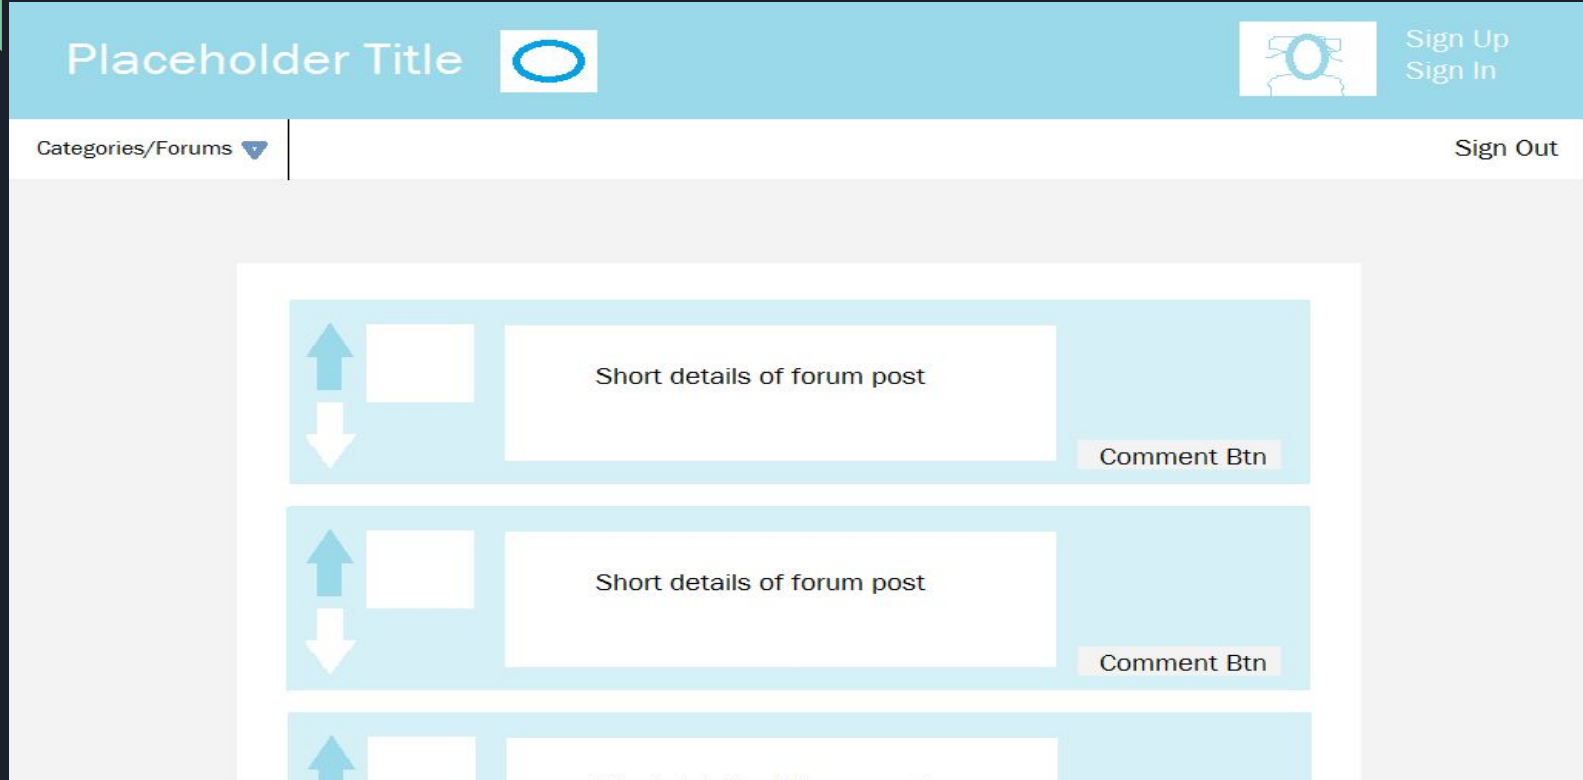 Placeholder Title
Sign Up
Sign In
Categories/Forums
Sign Out
Short details of forum post
Comment Btn
Short details of forum post
Comment Btn